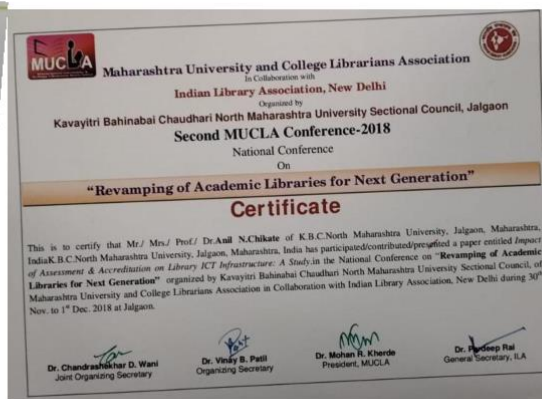 MUCLA
Maharashtra University and College Librarians Association
In Collaboration with
Indian Library Association, New Delhi
Organized by
Kavayitri Bahinabai Chaudhari North Maharashtra University Sectional Council, Jalgaon
Second MUCLA Conference-2018
National Conference
On
“Revamping of Academic Libraries for Next Generation”
Certificate
This is to certify that Mr./ Mrs./ Prof./ Dr.Anil N.Chikate of K.B.C.North Maharashtra University, Jalgaon, Maharashtra,
IndiaK.B.C.North Maharashtra University, Jalgaon, Maharashtra, India has participated/contributed/presented a paper entitled Impact
of Assessment & Accreditation on Library ICT Infrastructure: A Study.in the National Conference on “Revamping of Academic
Libraries for Next Generation” organized by Kavayitri Bahinabai Chaudhari North Maharashtra University Sectional Council, of
Maharashtra University and College Librarians Association in Collaboration with Indian Library Association, New Delhi during 30th
Nov. to 1st Dec. 2018 at Jalgaon.
Dr. Chandrashekhar D. Wani
Joint Organizing Secretary
Dr. Vinay B. Patil
Organizing Secretary
Dr. Mohan R. Kherde
President, MUCLA
Dr. Pardeep Rai
General Secretary, ILA